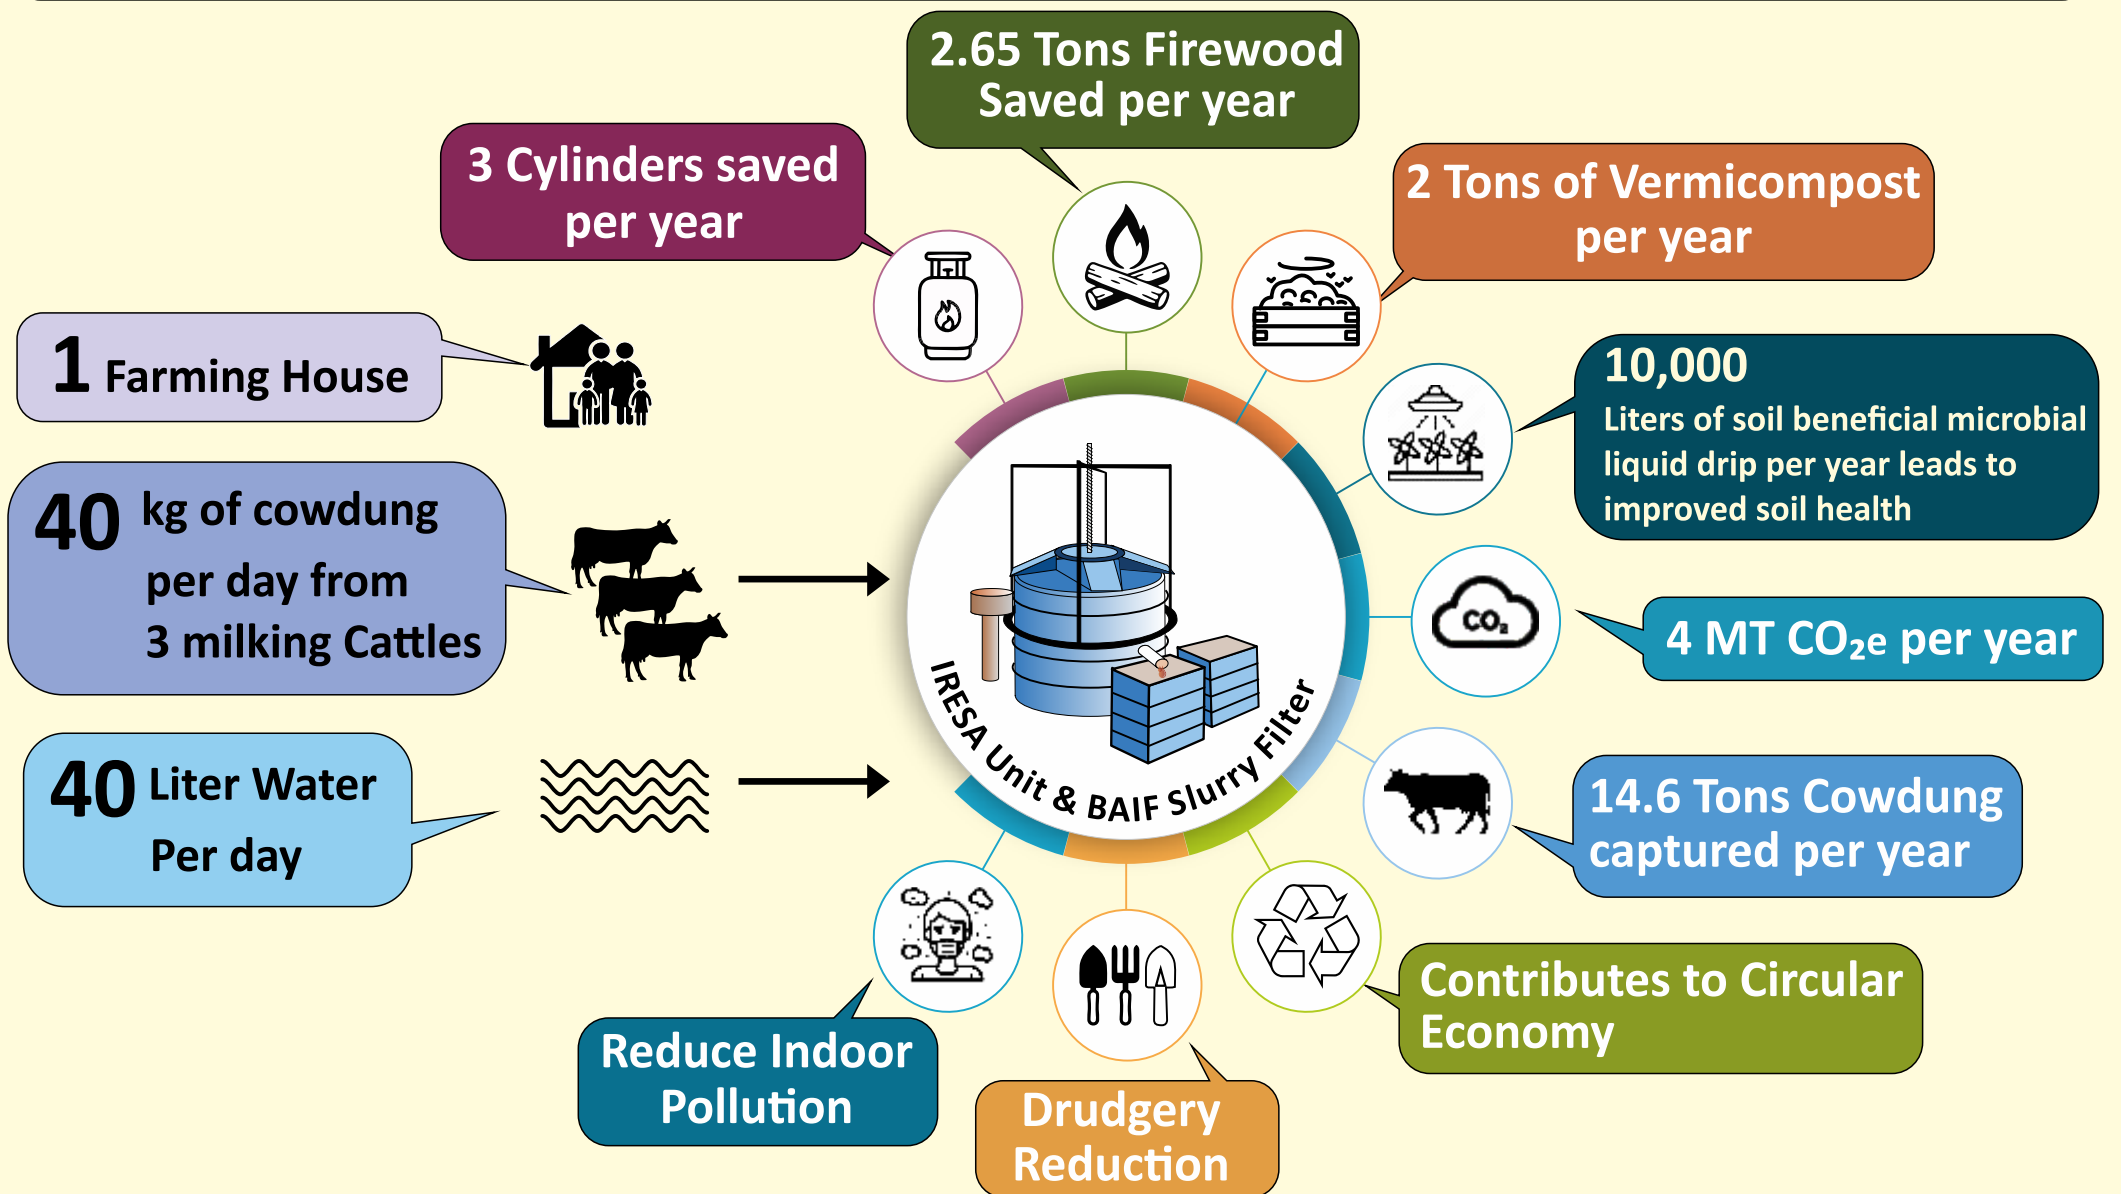 2.65 Tons Firewood
Saved per year
3 Cylinders saved
per year
2 Tons of Vermicompost
per year
1 Farming House
10,000
Liters of soil beneficial microbial
liquid drip per year leads to
improved soil health
40 kg of cowdung
per day from
3 milking Cattles
CO₂
4 MT CO₂e per year
IRESA Unit & BAIF Slurry Filter
40 Liter Water
Per day
14.6 Tons Cowdung
captured per year
Contributes to Circular
Economy
Reduce Indoor
Pollution
Drudgery
Reduction